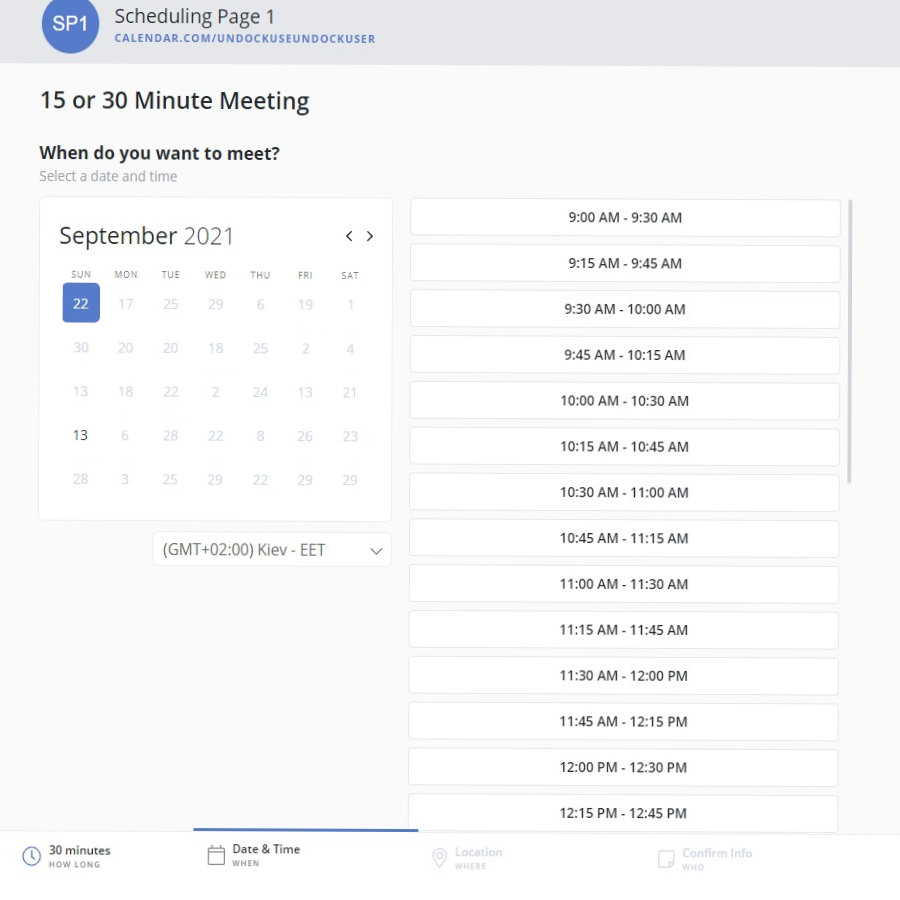 SP1
Scheduling Page 1
CALENDAR.COM/UNDOCKUSEUNDOCKUSER
15 or 30 Minute Meeting
When do you want to meet?
Select a date and time
September 2021
SUN MON TUE WED THU FRI SAT
22 17 25 29 6 19 1
30 20 20 18 25 2 4
13 18 22 2 24 13 21
13 6 28 22 8 26 23
28 3 25 29 22 29 29
(GMT+02:00) Kiev - EET
9:00 AM - 9:30 AM
9:15 AM - 9:45 AM
9:30 AM - 10:00 AM
9:45 AM - 10:15 AM
10:00 AM - 10:30 AM
10:15 AM - 10:45 AM
10:30 AM - 11:00 AM
10:45 AM - 11:15 AM
11:00 AM - 11:30 AM
11:15 AM - 11:45 AM
11:30 AM - 12:00 PM
11:45 AM - 12:15 PM
12:00 PM - 12:30 PM
12:15 PM - 12:45 PM
30 minutes
HOW LONG
Date & Time
WHEN
Location
WHERE
Confirm Info
WHO